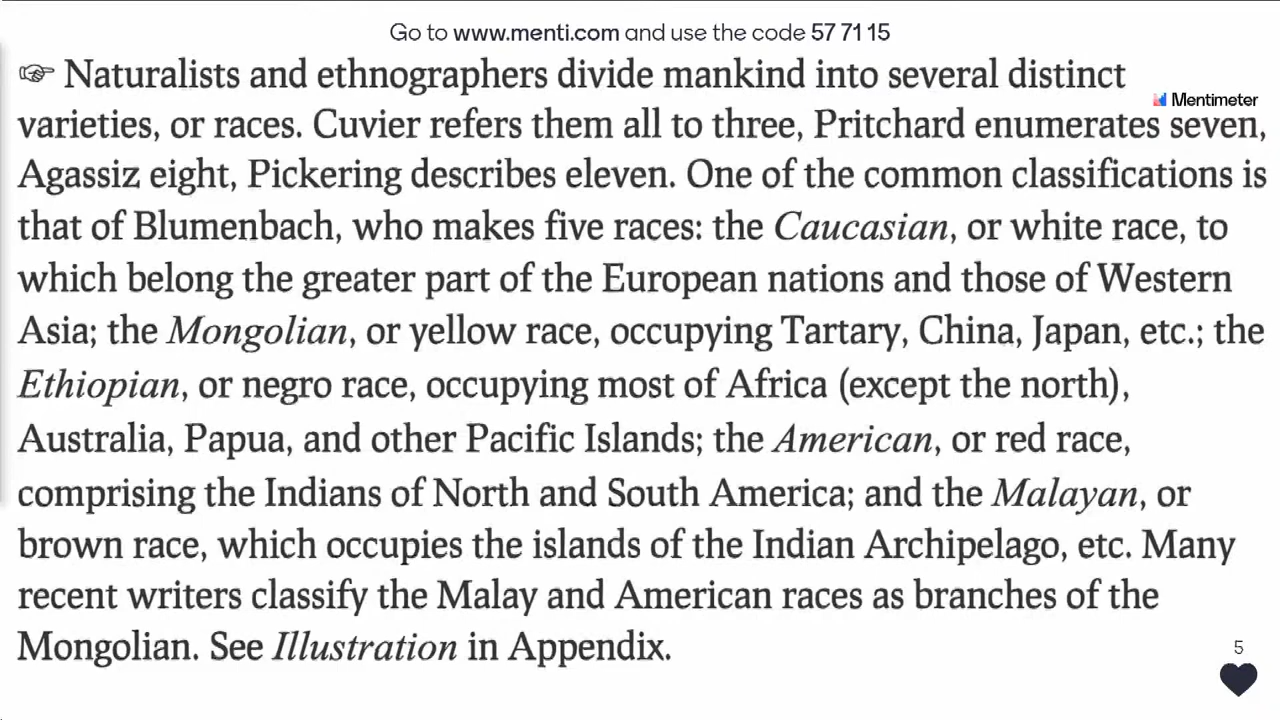 Go to www.menti.com and use the code 57 71 15
☞ Naturalists and ethnographers divide mankind into several distinct
Mentimeter
varieties, or races. Cuvier refers them all to three, Pritchard enumerates seven,
Agassiz eight, Pickering describes eleven. One of the common classifications is
that of Blumenbach, who makes five races: the Caucasian, or white race, to
which belong the greater part of the European nations and those of Western
Asia; the Mongolian, or yellow race, occupying Tartary, China, Japan, etc.; the
Ethiopian, or negro race, occupying most of Africa (except the north),
Australia, Papua, and other Pacific Islands; the American, or red race,
comprising the Indians of North and South America; and the Malayan, or
brown race, which occupies the islands of the Indian Archipelago, etc. Many
recent writers classify the Malay and American races as branches of the
Mongolian. See Illustration in Appendix.
5